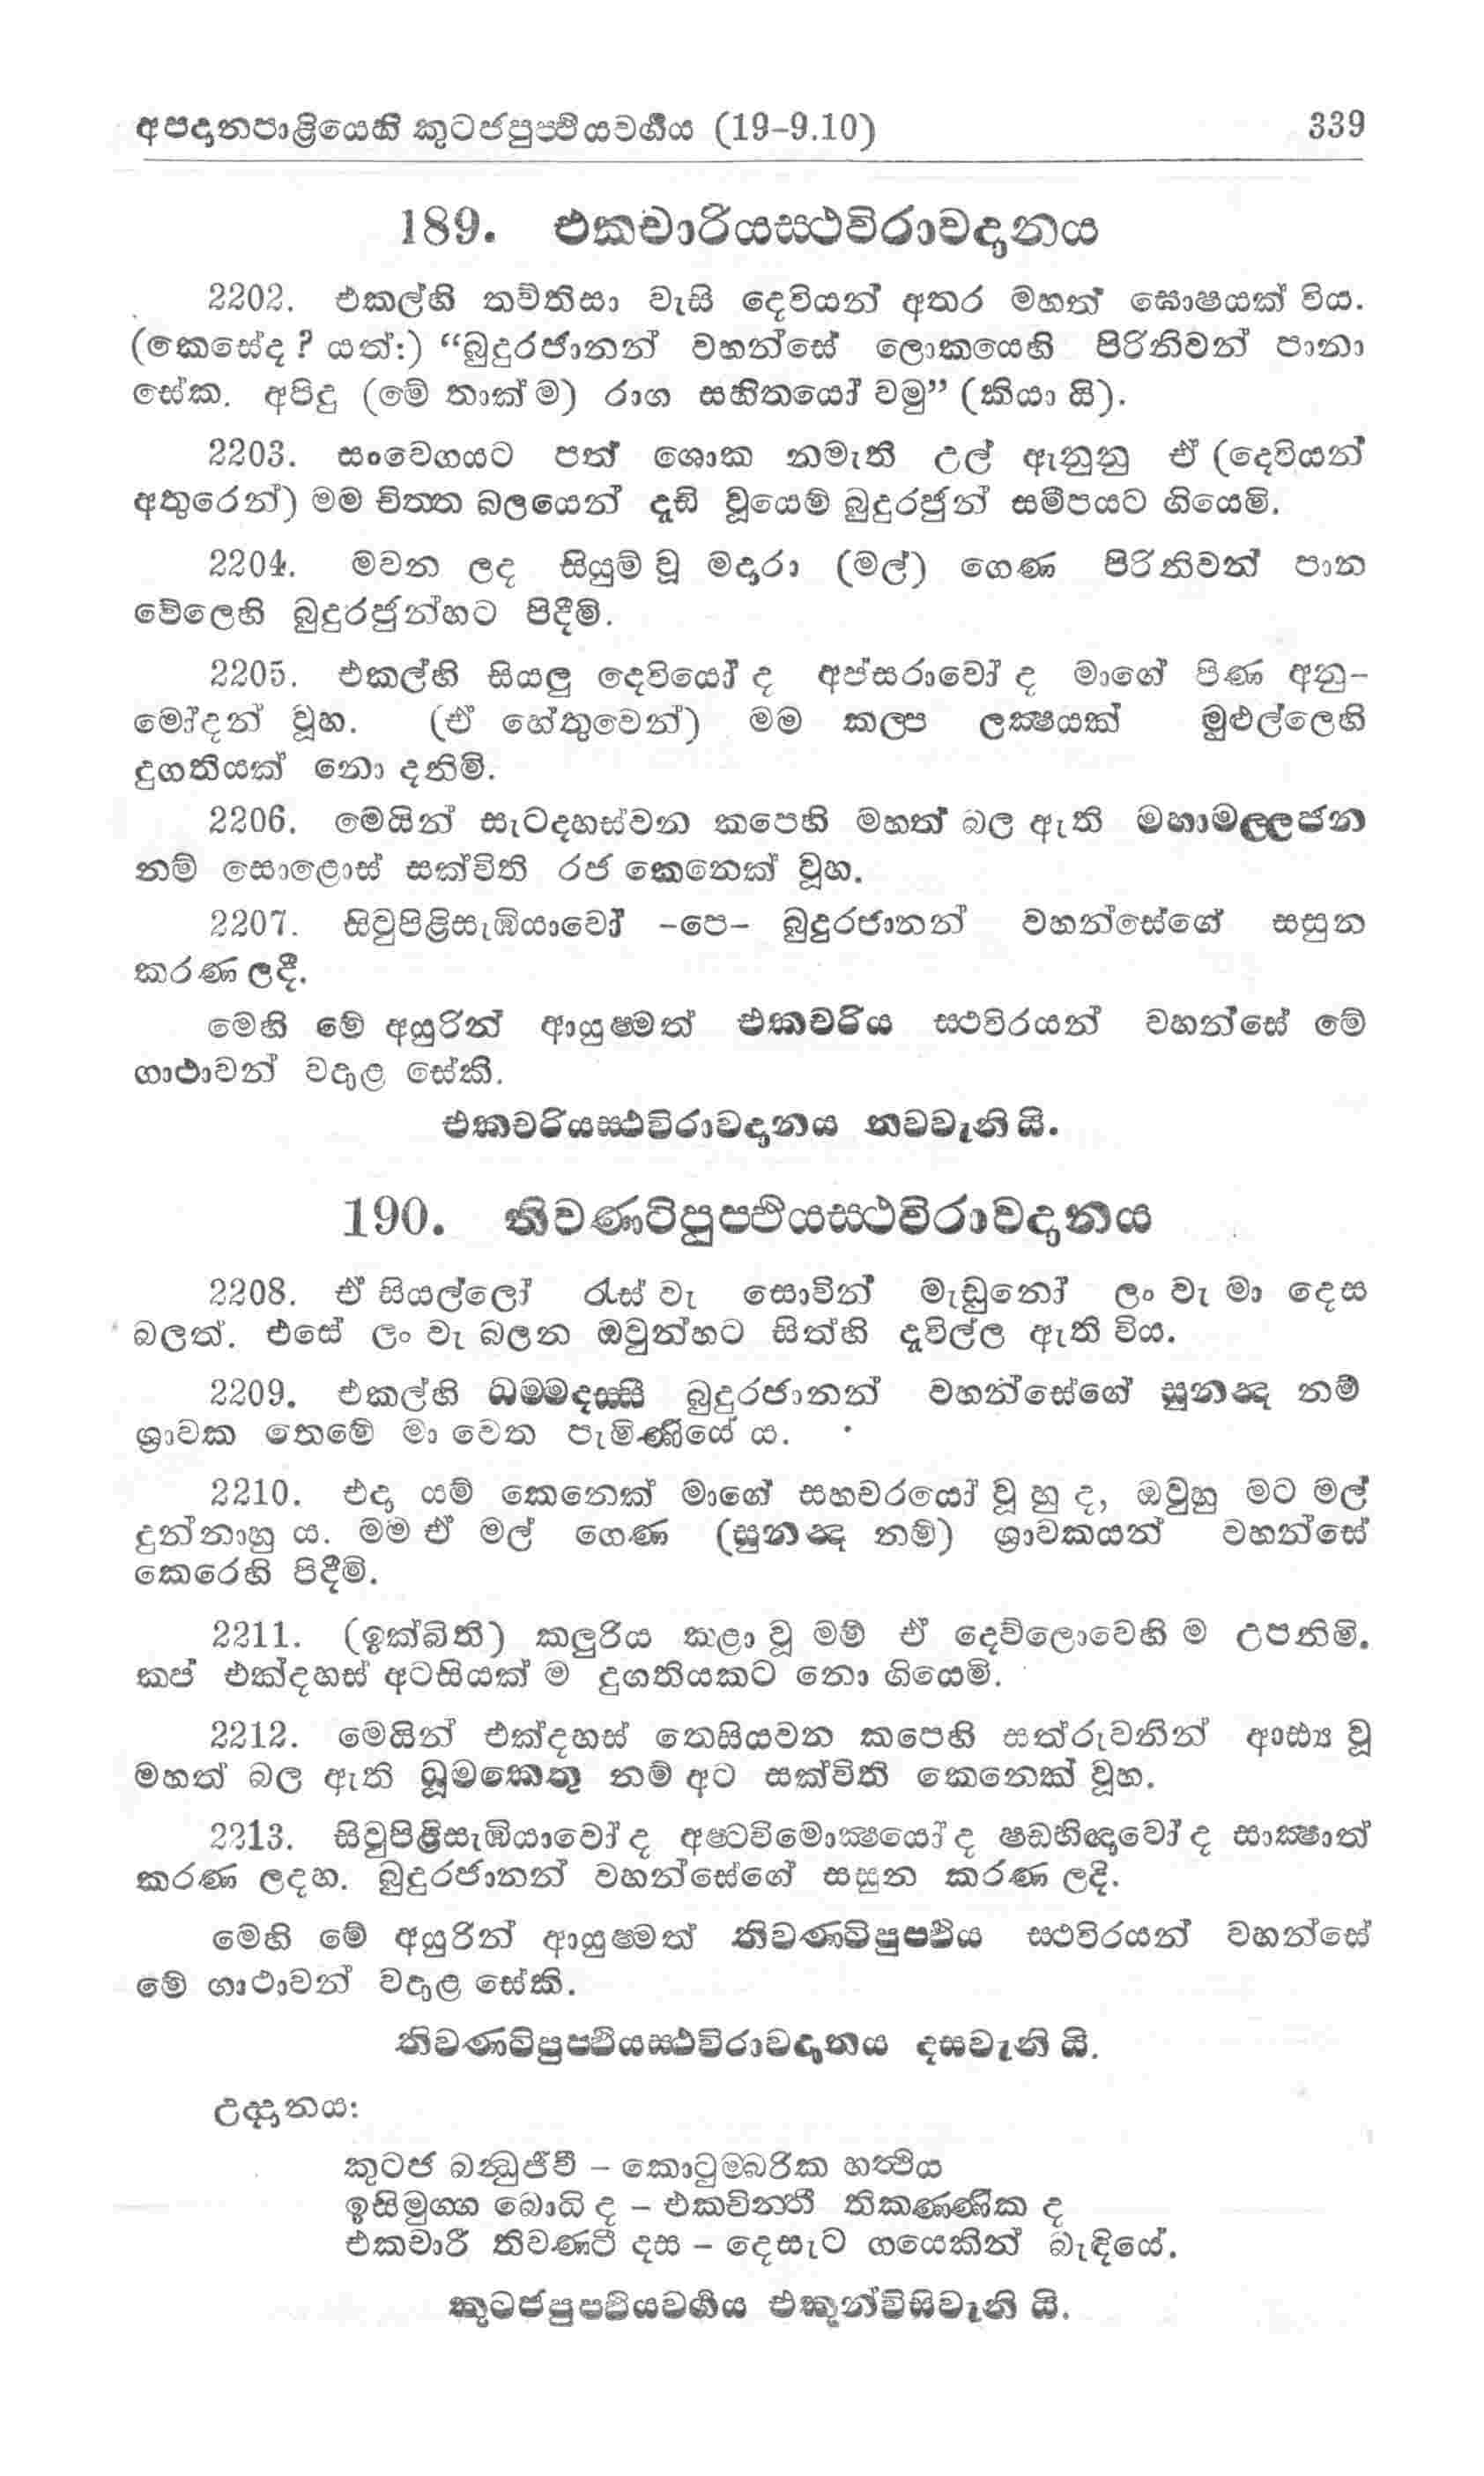 අපදානපාළියෙහි කුටජපුප්ඵියවර්‍ගය (19-9.10) 339
189. එකචාරියස්ථවිරාවදානය
2202. එකල්හි තව්තිසා වැසි දෙවියන් අතර මහත් ඝොෂයක් විය.
(කෙසේද ? යත්:) “බුදුරජානන් වහන්සේ ලොකයෙහි පිරිනිවන් පානා
සේක. අපිදු (මේ තාක් ම) රාග සහිතයෝ වමු” (කියා යි).
2203. සංවෙගයට පත් ශොක නමැති උල් ඇනුනු ඒ (දෙවියන්
අතුරෙන්) මම චිත්ත බලයෙන් දැඩි වූයෙම් බුදුරජුන් සමීපයට ගියෙමි.
2204. මවන ලද සියුම් වූ මදාරා (මල්) ගෙණ පිරිනිවන් පාන
වේලෙහි බුදුරජුන්හට පිදීමි.
2205. එකල්හි සියලු දෙවියෝ ද අප්සරාවෝ ද මාගේ පිණ අනු-
මෝදන් වූහ. (ඒ හේතුවෙන්) මම කල්ප ලක්‍ෂයක් මුළුල්ලෙහි
දුගතියක් නො දනිමි.
2206. මෙයින් සැටදහස්වන කපෙහි මහත් බල ඇති මහාමල්ලජන
නම් සොළොස් සක්විති රජ කෙනෙක් වූහ.
2207. සිවුපිළිසැඹියාවෝ -පෙ- බුදුරජානන් වහන්සේගේ සසුන
කරණ ලදී.
මෙහි මේ අයුරින් ආයුෂ්මත් එකචරිය ස්ථවිරයන් වහන්සේ මේ
ගාථාවන් වදාළ සේකී.
එකචරියස්ථවිරාවදානය නවවැනි යි.
190. තිවණ්ටිපුප්ඵියස්ථවිරාවදානය
2208. ඒ සියල්ලෝ රැස් වැ සොවින් මැඩුනෝ ලං වැ මා දෙස
බලත්. එසේ ලං වැ බලන ඔවුන්හට සිත්හි දැවිල්ල ඇති විය.
2209. එකල්හි ධම්මදස්සී බුදුරජානන් වහන්සේගේ සුනන්‍ද නම්
ශ්‍රාවක තෙමේ මා වෙත පැමිණියේ ය.
2210. එදා යම් කෙනෙක් මාගේ සහචරයෝ වූ හු ද, ඔවුහු මට මල්
දුන්නාහු ය. මම ඒ මල් ගෙණ (සුනන්‍ද නම්) ශ්‍රාවකයන් වහන්සේ
කෙරෙහි පිදීමි.
2211. (ඉක්බිති) කලුරිය කළා වූ මම් ඒ දෙව්ලොවෙහි ම උපනිමි.
කප් එක්දහස් අටසියක් ම දුගතියකට නො ගියෙමි.
2212. මෙයින් එක්දහස් තෙසියවන කපෙහි සත්රුවනින් ආඪ්‍ය වූ
මහත් බල ඇති ධූමකෙතු නම් අට සක්විති කෙනෙක් වූහ.
2213. සිවුපිළිසැඹියාවෝ ද අෂ්ටවිමොක්‍ෂයෝ ද ෂඩභිඥාවෝ ද සාක්‍ෂාත්
කරණ ලදහ. බුදුරජානන් වහන්සේගේ සසුන කරණ ලදි.
මෙහි මේ අයුරින් ආයුෂ්මත් තිවණ්ටිපුප්ඵිය ස්ථවිරයන් වහන්සේ
මේ ගාථාවන් වදාළ සේකි.
තිවණ්ටිපුප්ඵියස්ථවිරාවදානය දසවැනි යි.
උද්දානය:
කුටජ බන්‍ධුජීවී – කොටුම්බරික හත්‍ථිය
ඉසිමුග්ග බොධි ද – එකචින්තී තිකණ්ණික ද
එකචාරී තිවණ්ටි දස – දෙසැට ගයෙකින් බැඳියේ.
කුටජපුප්ඵියවර්‍ගය එකුන්විසිවැනි යි.